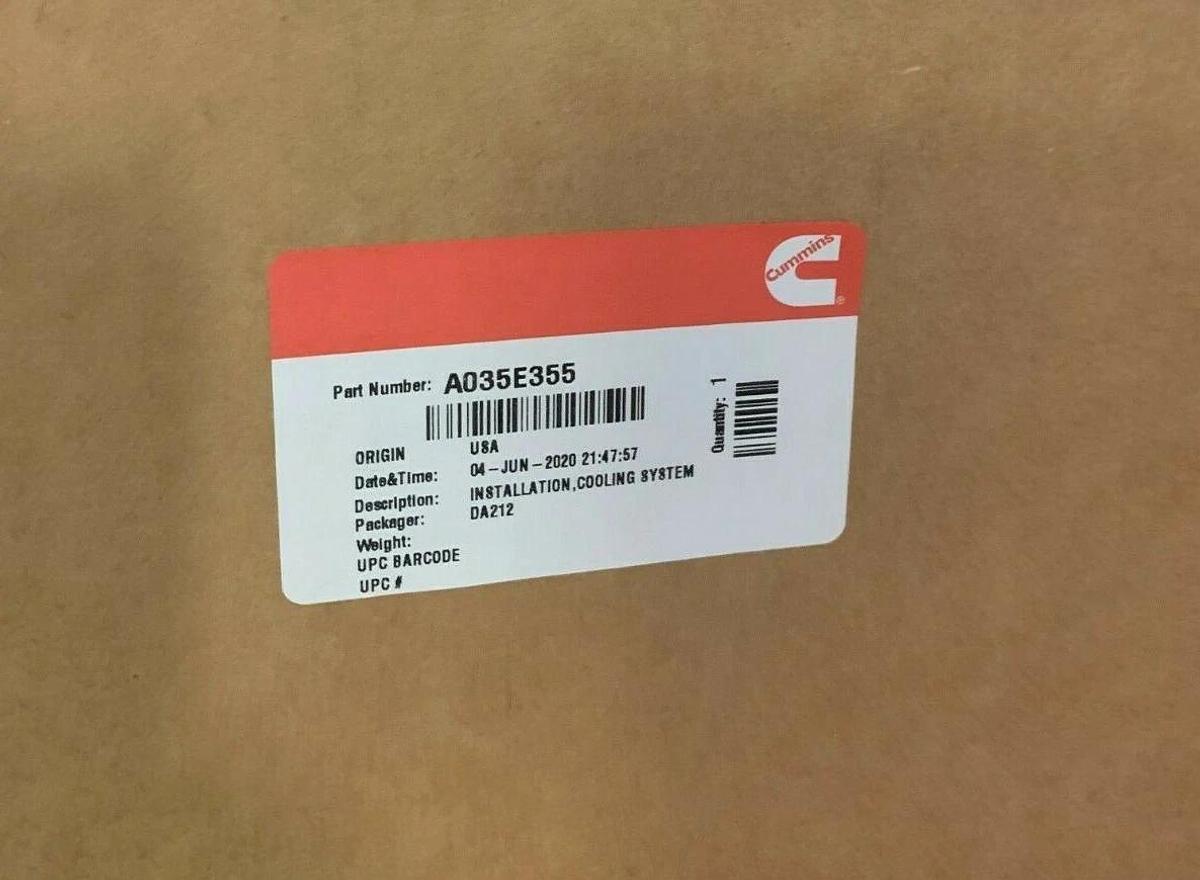 Cummins
®
Part Number: A035E355
Quantity: 1
ORIGIN USA
Date&Time: 04-JUN-2020 21:47:57
Description: INSTALLATION,COOLING SYSTEM
Packager: DA212
Weight:
UPC BARCODE
UPC #